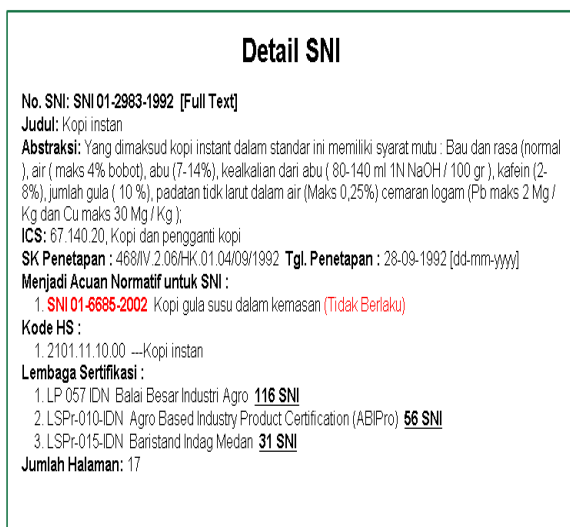 Detail SNI
No. SNI: SNI 01-2983-1992 [Full Text]
Judul: Kopi instan
Abstraksi: Yang dimaksud kopi instant dalam standar ini memiliki syarat mutu : Bau dan rasa (normal
), air ( maks 4% bobot), abu (7-14%), kealkalian dari abu ( 80-140 ml 1N NaOH / 100 gr ), kafein (2-
8%), jumlah gula ( 10 %), padatan tidk larut dalam air (Maks 0,25%) cemaran logam (Pb maks 2 Mg /
Kg dan Cu maks 30 Mg / Kg );
ICS: 67.140.20, Kopi dan pengganti kopi
SK Penetapan : 468/IV.2.06/HK.01.04/09/1992 Tgl. Penetapan : 28-09-1992 [dd-mm-yyyy]
Menjadi Acuan Normatif untuk SNI :
1. SNI 01-6685-2002 Kopi gula susu dalam kemasan (Tidak Berlaku)
Kode HS :
1. 2101.11.10.00 ---Kopi instan
Lembaga Sertifikasi :
1. LP 057 IDN Balai Besar Industri Agro 116 SNI
2. LSPr-010-IDN Agro Based Industry Product Certification (ABIPro) 56 SNI
3. LSPr-015-IDN Baristand Indag Medan 31 SNI
Jumlah Halaman: 17